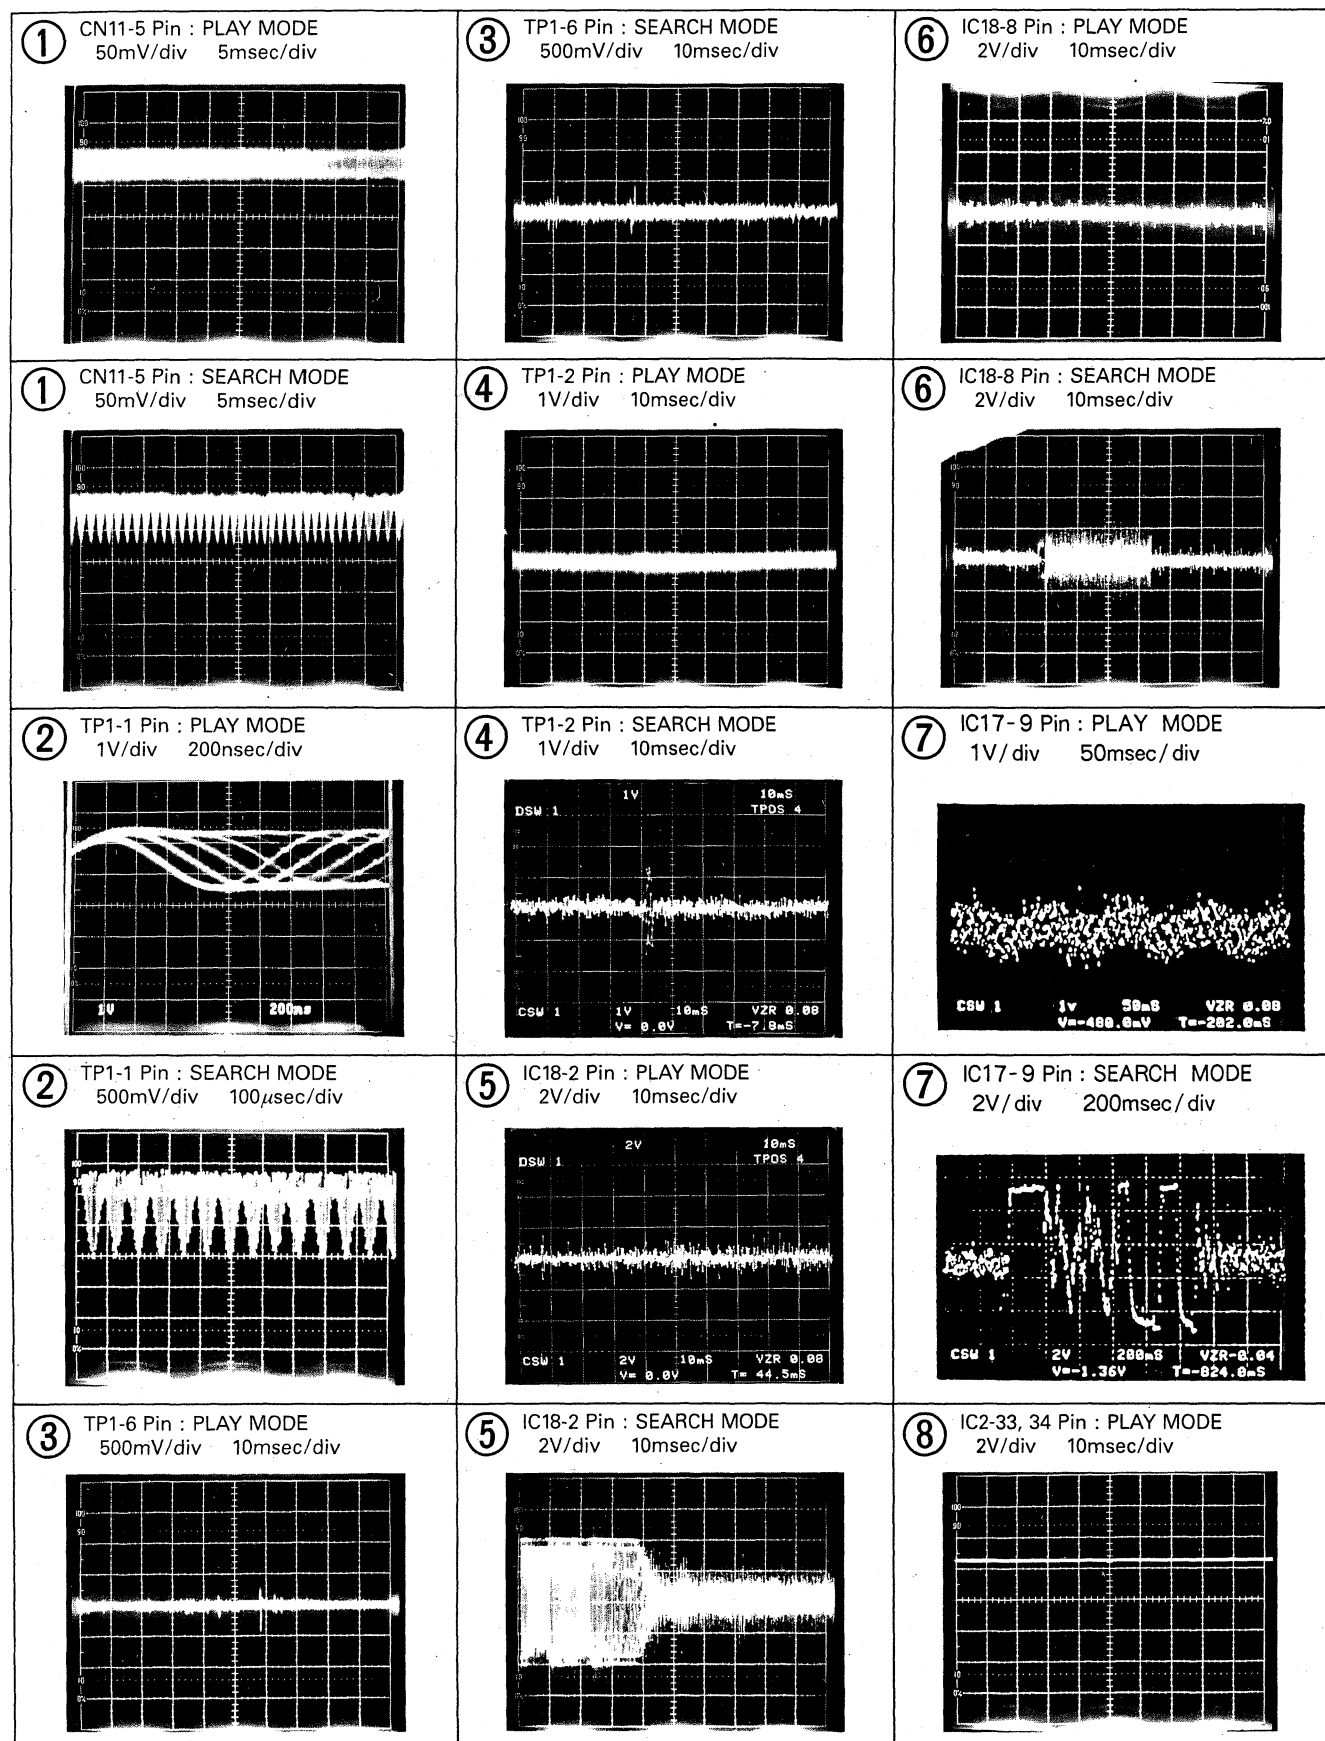 ① CN11-5 Pin : PLAY MODE
50mV/div 5msec/div
① CN11-5 Pin : SEARCH MODE
50mV/div 5msec/div
② TP1-1 Pin : PLAY MODE
1V/div 200nsec/div
1V 200ns
② TP1-1 Pin : SEARCH MODE
500mV/div 100μsec/div
③ TP1-6 Pin : PLAY MODE
500mV/div 10msec/div
③ TP1-6 Pin : SEARCH MODE
500mV/div 10msec/div
④ TP1-2 Pin : PLAY MODE
1V/div 10msec/div
④ TP1-2 Pin : SEARCH MODE
1V/div 10msec/div
1V 10mS
DSW 1 TPOS 4
CSW 1 1V 10mS VZR 0.08
V= 0.0V T=-7.8mS
⑤ IC18-2 Pin : PLAY MODE
2V/div 10msec/div
2V 10mS
DSW 1 TPOS 4
CSW 1 2V 10mS VZR 0.08
V= 0.0V T= 44.5mS
⑤ IC18-2 Pin : SEARCH MODE
2V/div 10msec/div
⑥ IC18-8 Pin : PLAY MODE
2V/div 10msec/div
⑥ IC18-8 Pin : SEARCH MODE
2V/div 10msec/div
⑦ IC17-9 Pin : PLAY MODE
1V/div 50msec/div
CSW 1 1v 50mS VZR 0.08
V=-480.0mV T=-202.0mS
⑦ IC17-9 Pin : SEARCH MODE
2V/div 200msec/div
CSW 1 2V 200mS VZR-0.04
V=-1.36V T=-824.0mS
⑧ IC2-33, 34 Pin : PLAY MODE
2V/div 10msec/div